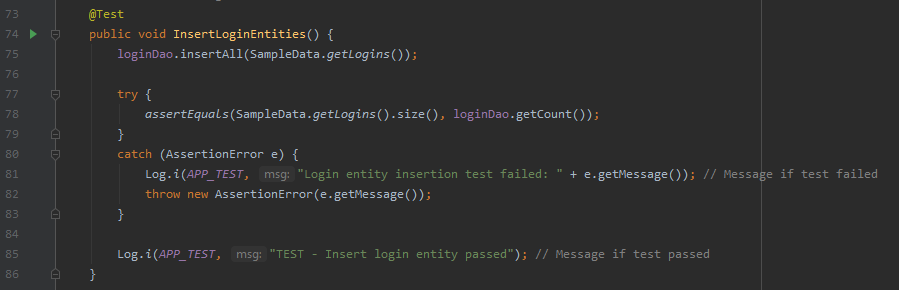 73 @Test
74 public void InsertLoginEntities() {
75 loginDao.insertAll(SampleData.getLogins());
76
77 try {
78 assertEquals(SampleData.getLogins().size(), loginDao.getCount());
79 }
80 catch (AssertionError e) {
81 Log.i(APP_TEST, msg: "Login entity insertion test failed: " + e.getMessage()); // Message if test failed
82 throw new AssertionError(e.getMessage());
83 }
84
85 Log.i(APP_TEST, msg: "TEST - Insert login entity passed"); // Message if test passed
86 }